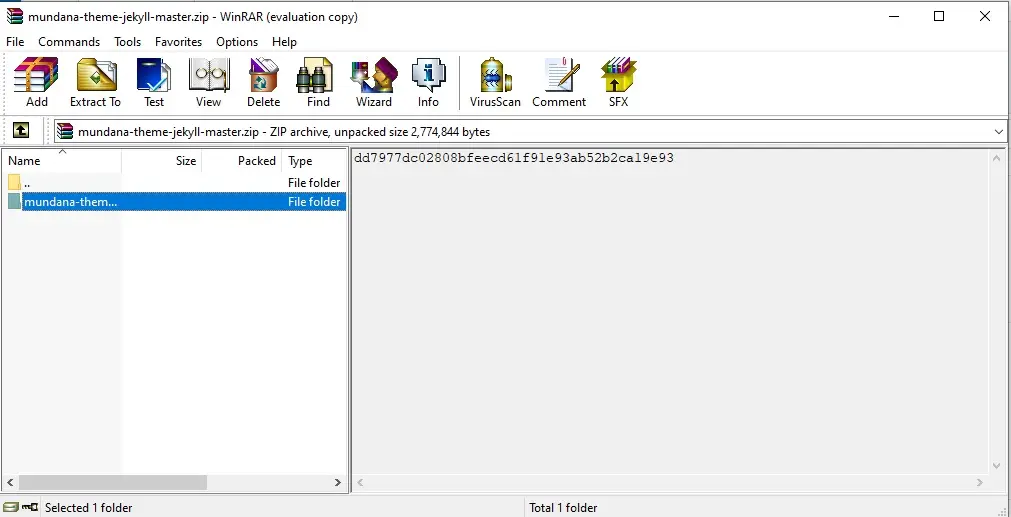 mundana-theme-jekyll-master.zip - WinRAR (evaluation copy)
File Commands Tools Favorites Options Help
Add Extract To Test View Delete Find Wizard Info VirusScan Comment SFX
mundana-theme-jekyll-master.zip - ZIP archive, unpacked size 2,774,844 bytes
Name Size Packed Type
.. File folder
mundana-them... File folder
dd7977dc02808bfeecd61f91e93ab52b2ca19e93
Selected 1 folder
Total 1 folder